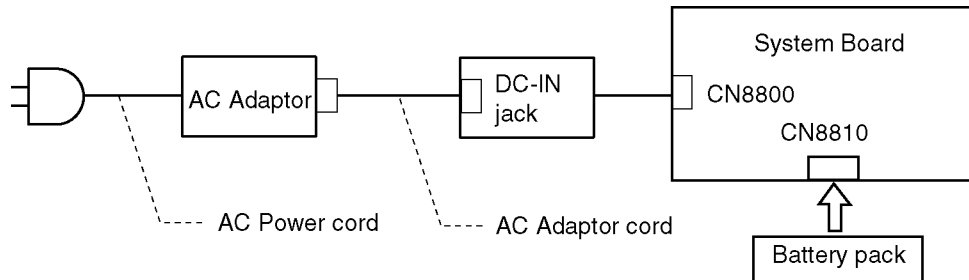 System Board
AC Adaptor
DC-IN
jack
CN8800
CN8810
AC Power cord
AC Adaptor cord
Battery pack